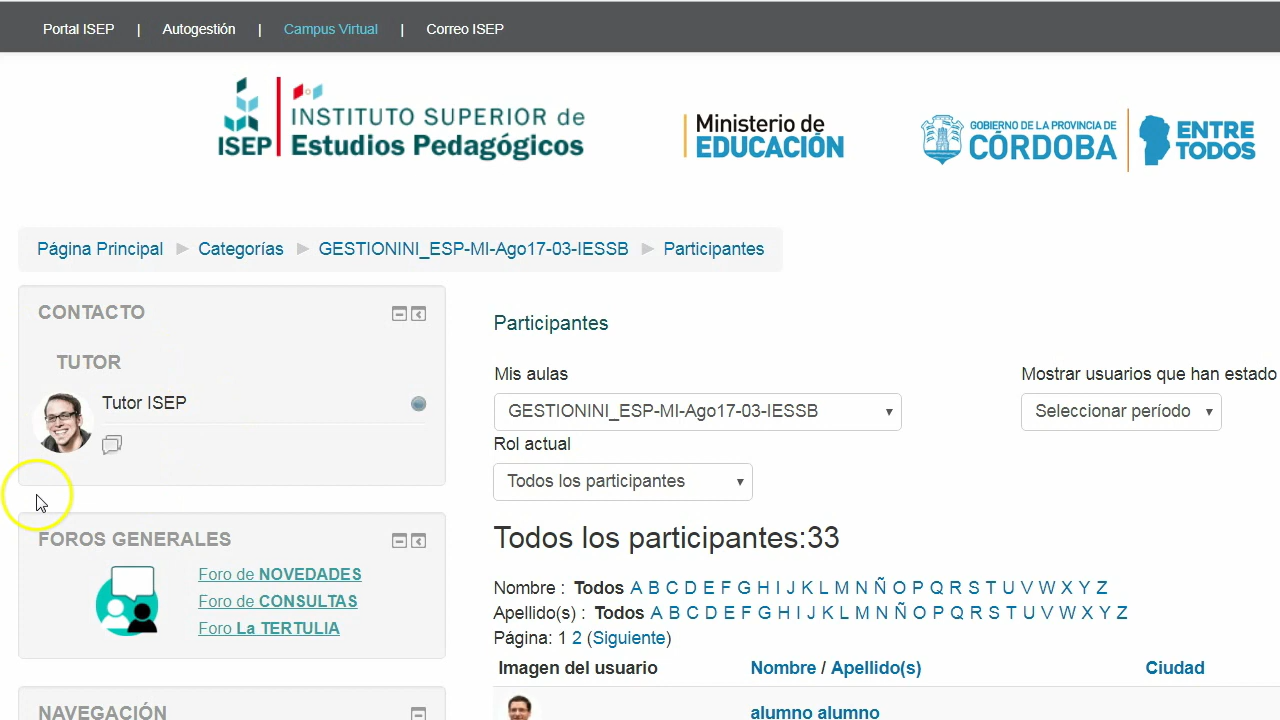 Portal ISEP | Autogestión | Campus Virtual | Correo ISEP
ISEP
INSTITUTO SUPERIOR de
Estudios Pedagógicos
Ministerio de
EDUCACIÓN
GOBIERNO DE LA PROVINCIA DE
CÓRDOBA
ENTRE
TODOS
Página Principal ▶ Categorías ▶ GESTIONINI_ESP-MI-Ago17-03-IESSB ▶ Participantes
CONTACTO
TUTOR
Tutor ISEP
FOROS GENERALES
Foro de NOVEDADES
Foro de CONSULTAS
Foro La TERTULIA
NAVEGACIÓN
Participantes
Mis aulas
GESTIONINI_ESP-MI-Ago17-03-IESSB
Mostrar usuarios que han estado
Seleccionar período
Rol actual
Todos los participantes
Todos los participantes:33
Nombre : Todos A B C D E F G H I J K L M N Ñ O P Q R S T U V W X Y Z
Apellido(s) : Todos A B C D E F G H I J K L M N Ñ O P Q R S T U V W X Y Z
Página: 1 2 (Siguiente)
Imagen del usuario Nombre / Apellido(s) Ciudad
alumno alumno